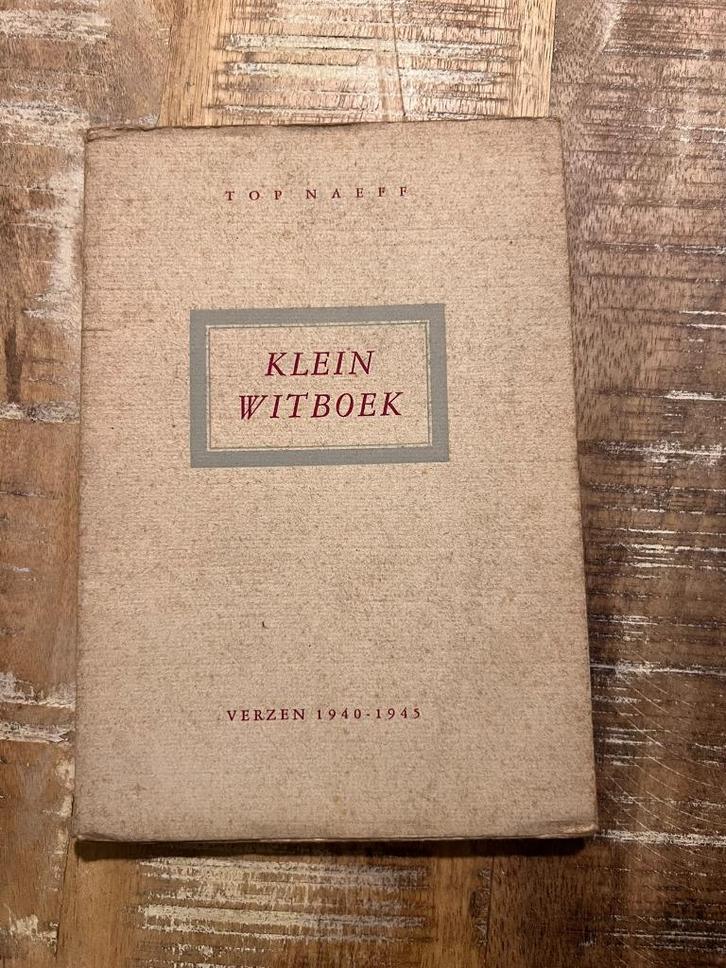 TOP NAEFF
KLEIN
WITBOEK
VERZEN 1940-1945